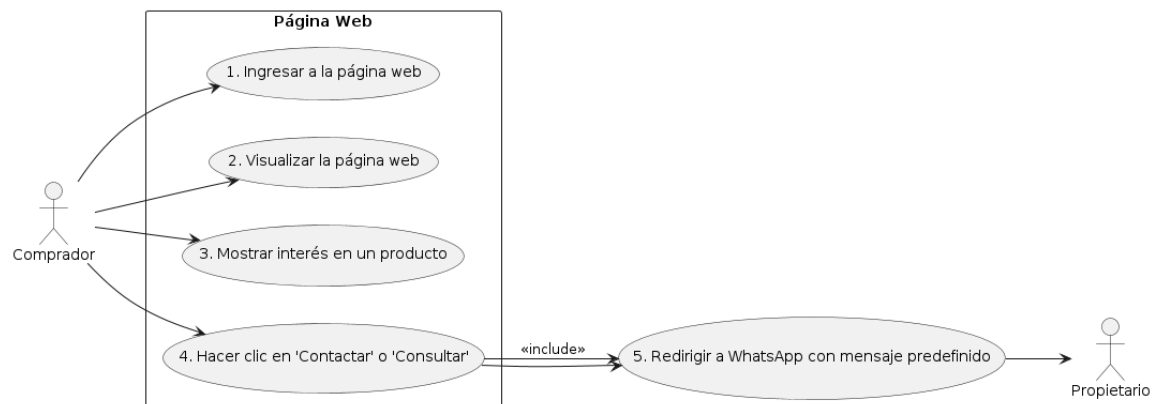 Página Web
1. Ingresar a la página web
2. Visualizar la página web
Comprador
3. Mostrar interés en un producto
4. Hacer clic en 'Contactar' o 'Consultar'
«include»
5. Redirigir a WhatsApp con mensaje predefinido
Propietario